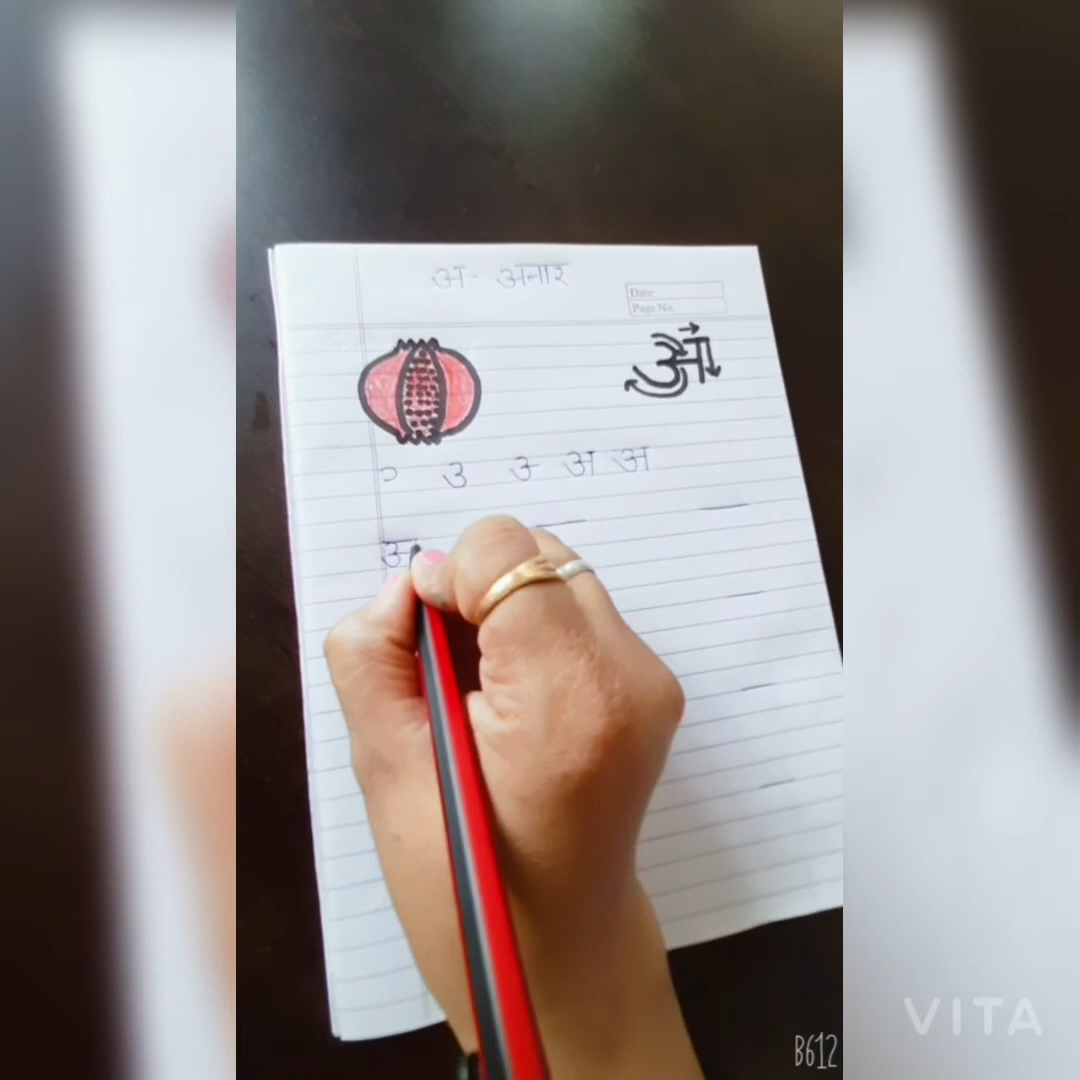 अ - अनार
Date
Page No
अ
उ उ अ अ
अ
VITA
B612